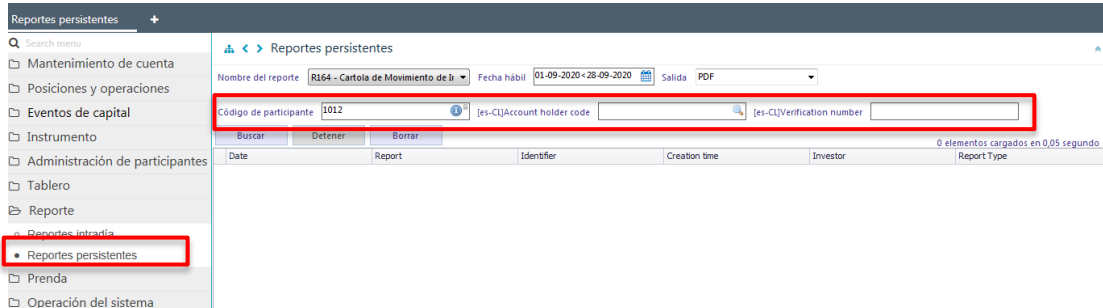 Reportes persistentes +
Search menu
Mantenimiento de cuenta
Posiciones y operaciones
Eventos de capital
Instrumento
Administración de participantes
Tablero
Reporte
Reportes intradía
Reportes persistentes
Prenda
Operación del sistema
Reportes persistentes
Nombre del reporte R164 - Cartola de Movimiento de Ir Fecha hábil 01-09-2020<28-09-2020 Salida PDF
Código de participante 1012 [es-CL]Account holder code [es-CL]Verification number
Buscar Detener Borrar
0 elementos cargados en 0,05 segundo
Date Report Identifier Creation time Investor Report Type